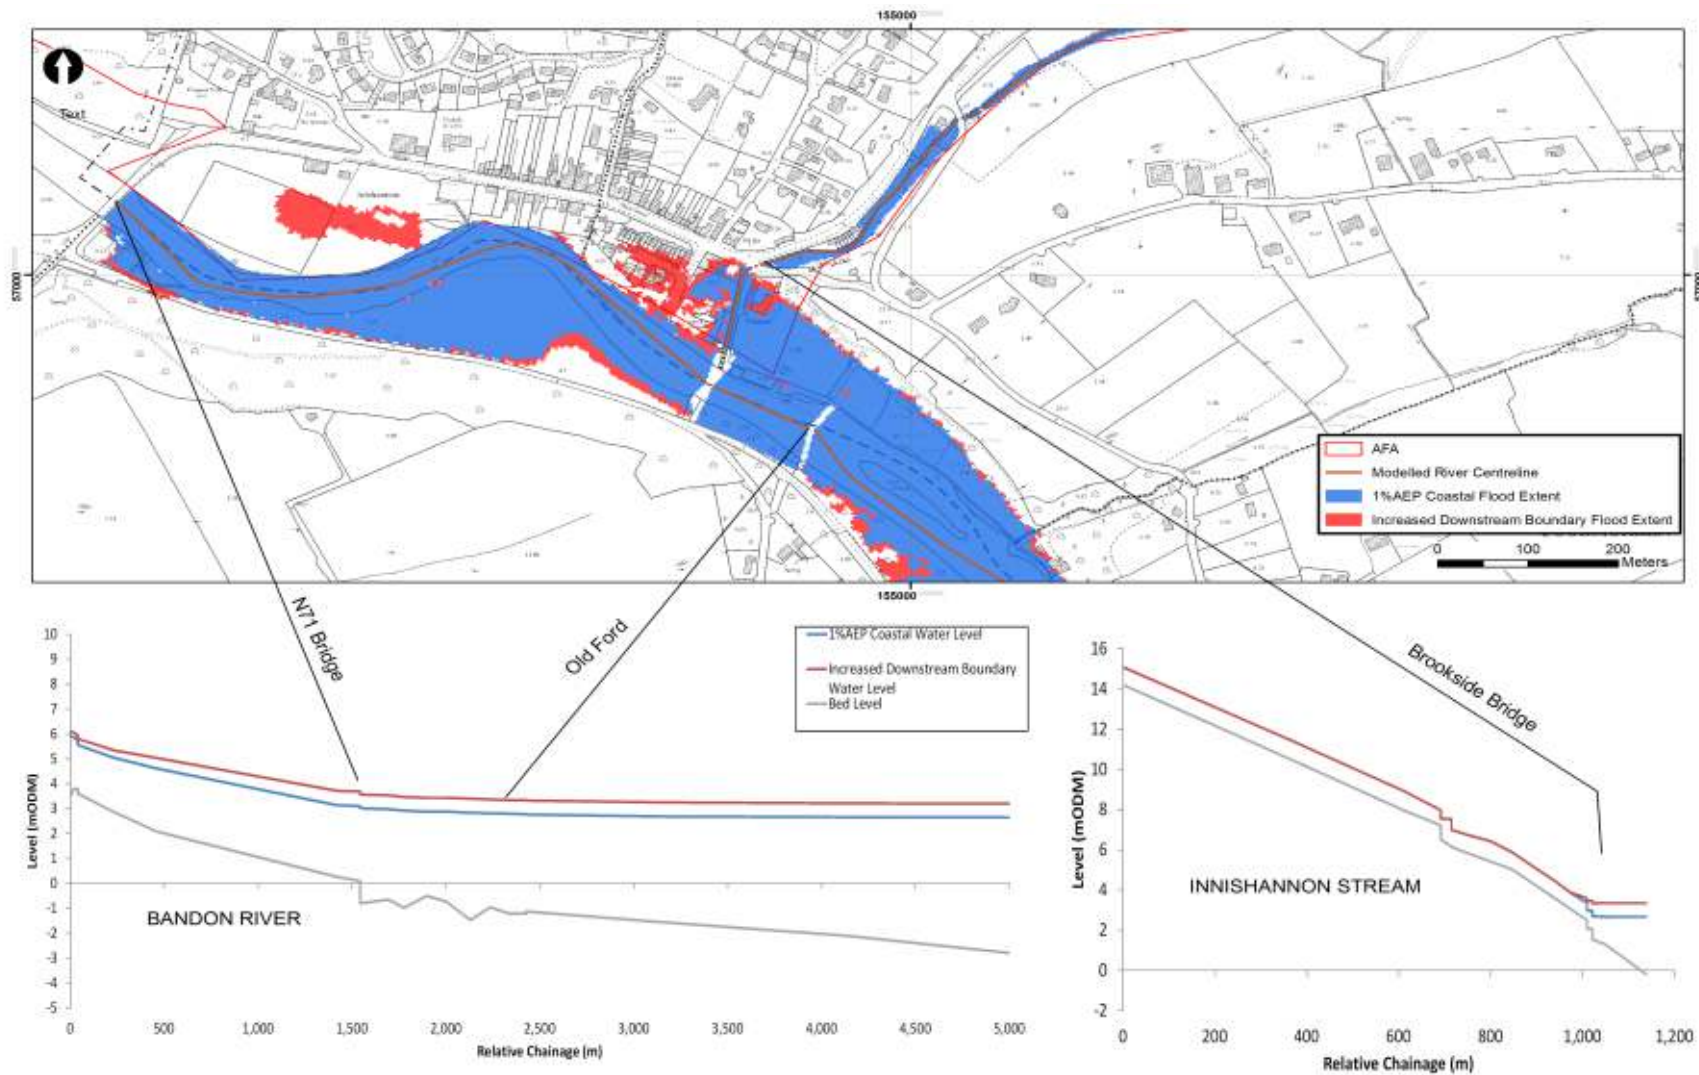 155000
Text
57000
57000
AFA
Modelled River Centreline
1%AEP Coastal Flood Extent
Increased Downstream Boundary Flood Extent
0 100 200
Meters
155000
N71 Bridge
Old Ford
Brookside Bridge
1%AEP Coastal Water Level
Increased Downstream Boundary
Water Level
Bed Level
10
9
8
7
6
5
4
3
2
1
0
-1
-2
-3
-4
-5
Level (mODM)
BANDON RIVER
0 500 1,000 1,500 2,000 2,500 3,000 3,500 4,000 4,500 5,000
Relative Chainage (m)
16
14
12
10
8
6
4
2
0
-2
Level (mODM)
INNISHANNON STREAM
0 200 400 600 800 1,000 1,200
Relative Chainage (m)